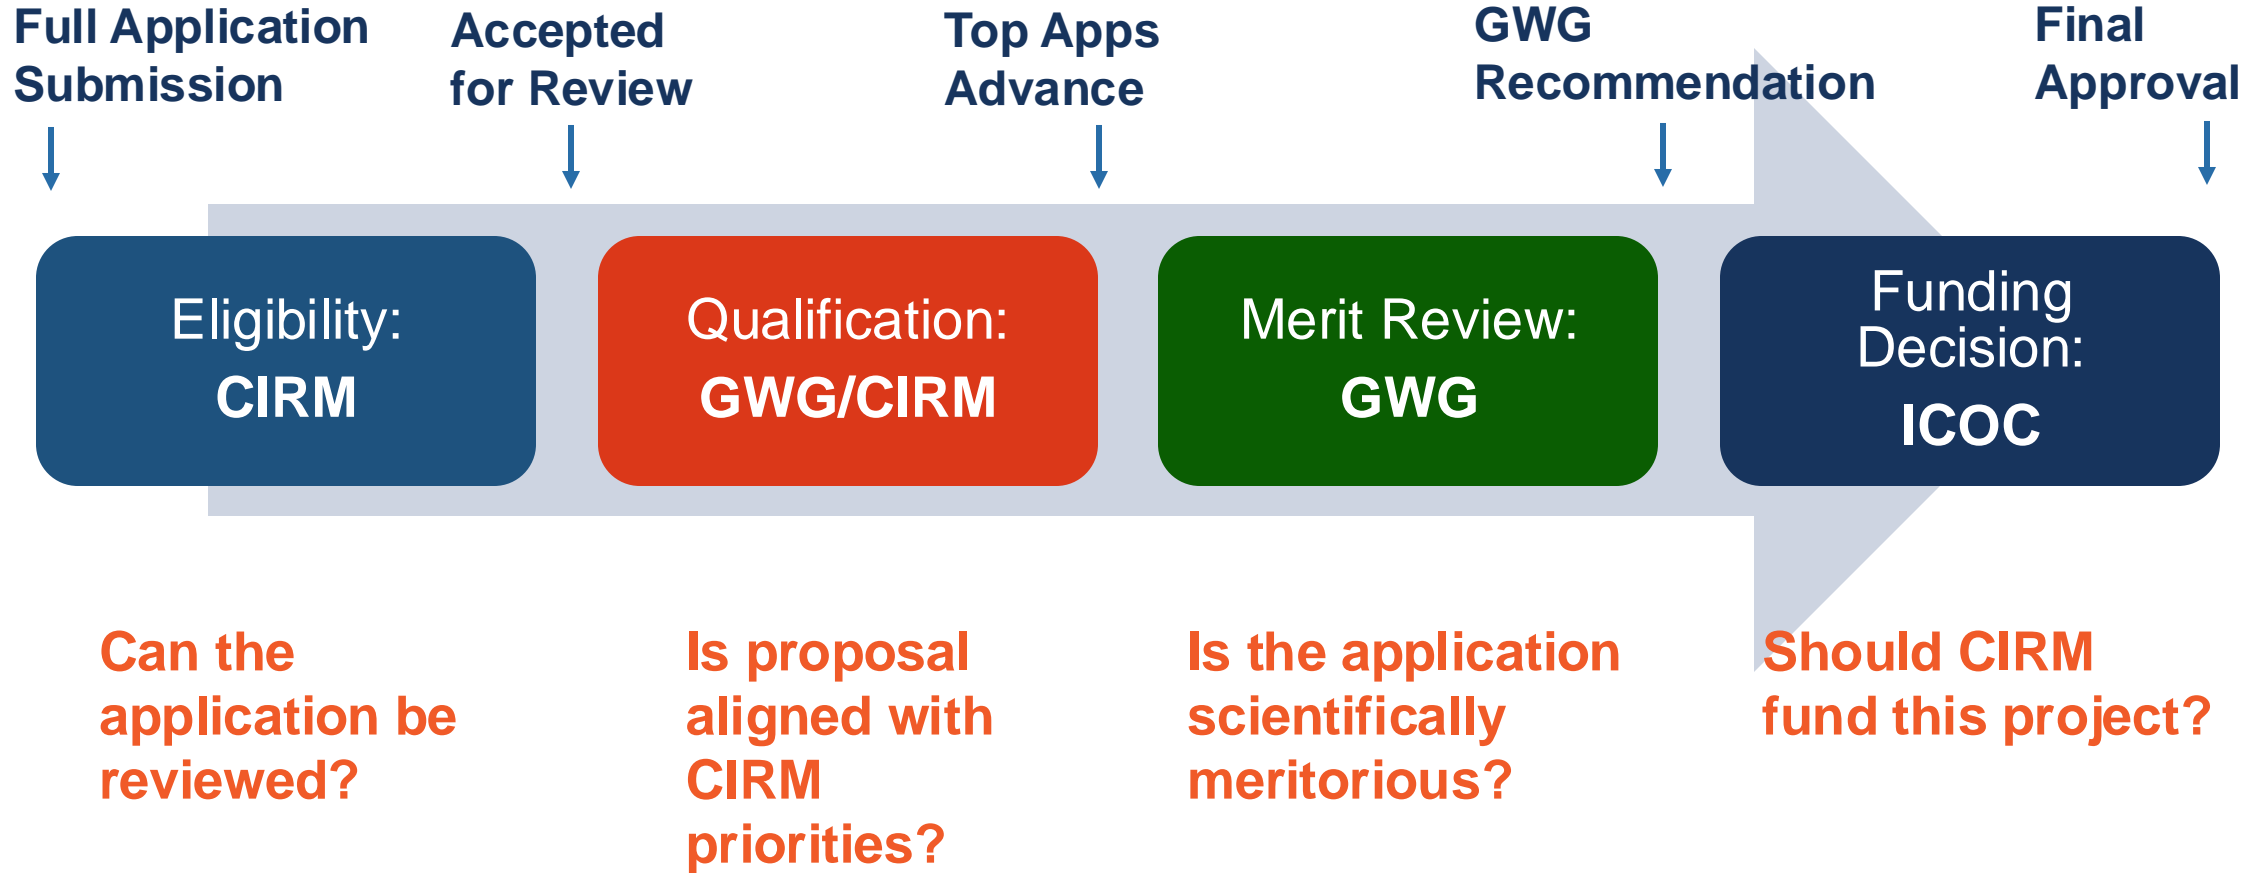 Full Application
Submission
Accepted
for Review
Top Apps
Advance
GWG
Recommendation
Final
Approval
Eligibility:
CIRM
Qualification:
GWG/CIRM
Merit Review:
GWG
Funding
Decision:
ICOC
Can the
application be
reviewed?
Is proposal
aligned with
CIRM
priorities?
Is the application
scientifically
meritorious?
Should CIRM
fund this project?